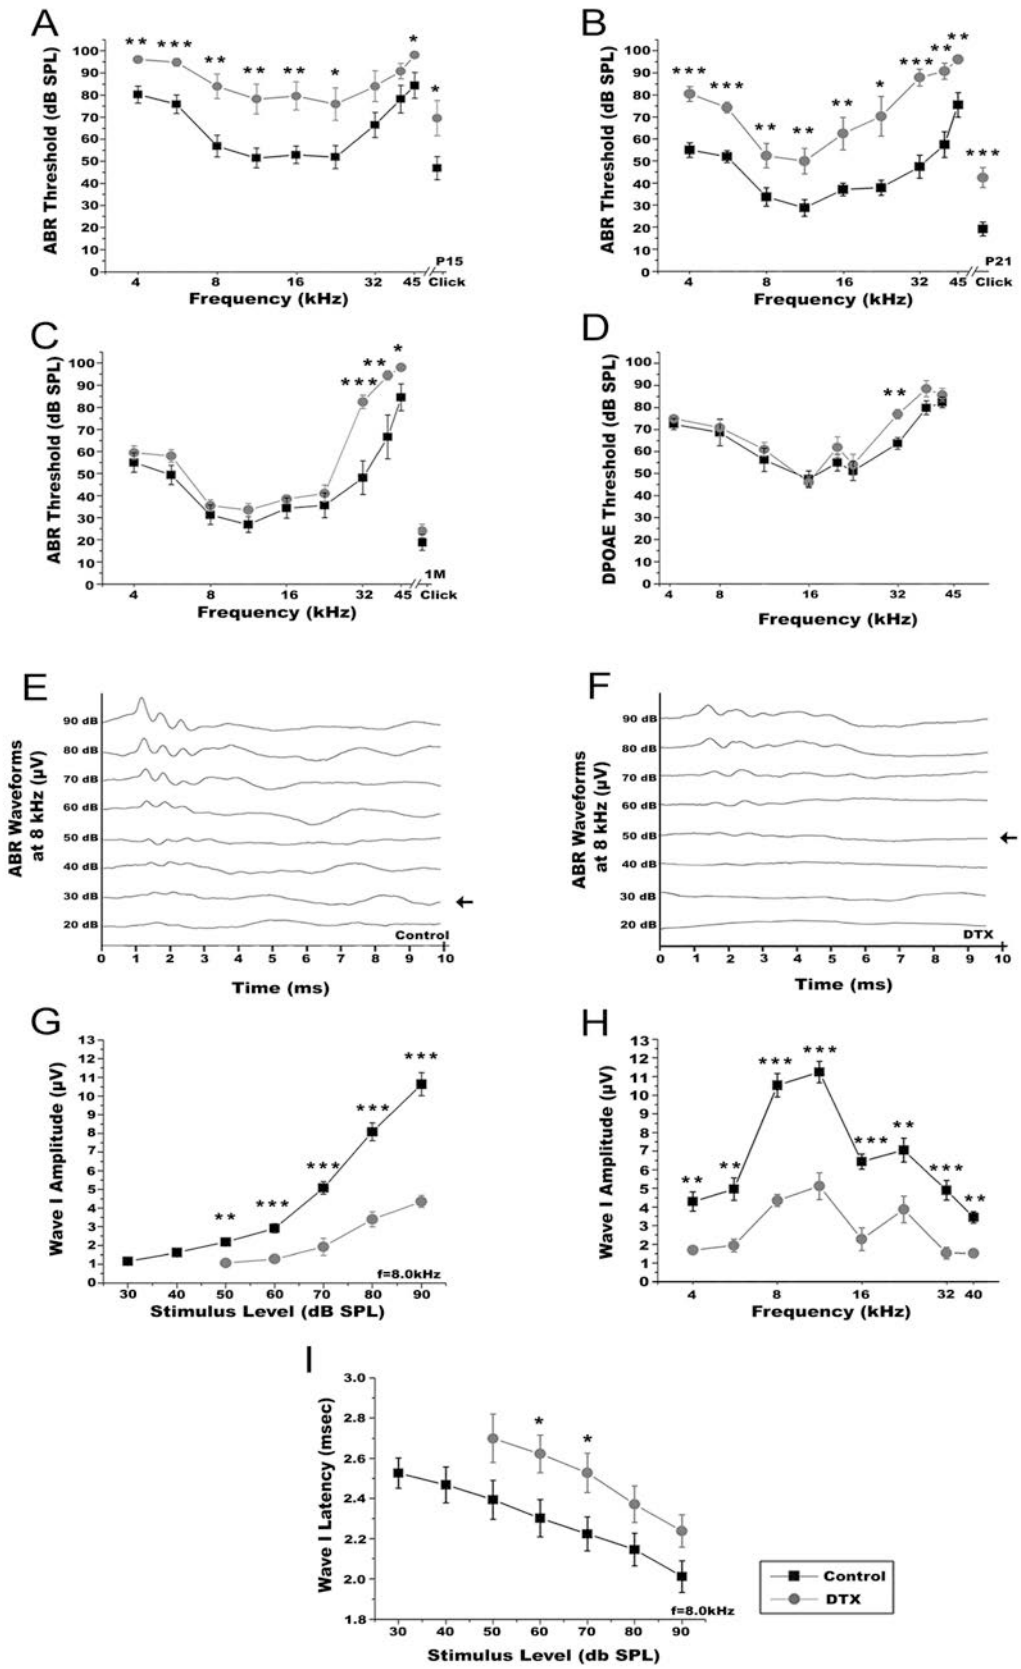 A
** *** ** ** ** * * *
ABR Threshold (dB SPL)
100
90
80
70
60
50
40
30
20
10
0
4 8 16 32 45 Click
P15
Frequency (kHz)
B
*** *** ** ** ** * *** ** ** ***
ABR Threshold (dB SPL)
100
90
80
70
60
50
40
30
20
10
0
4 8 16 32 45 Click
P21
Frequency (kHz)
C
*** ** *
ABR Threshold (dB SPL)
100
90
80
70
60
50
40
30
20
10
0
4 8 16 32 45 Click
1M
Frequency (kHz)
D
**
DPOAE Threshold (dB SPL)
100
90
80
70
60
50
40
30
20
10
0
4 8 16 32 45
Frequency (kHz)
E
ABR Waveforms
at 8 kHz (µV)
90 dB
80 dB
70 dB
60 dB
50 dB
40 dB
30 dB
20 dB
Control
0 1 2 3 4 5 6 7 8 9 10
Time (ms)
F
ABR Waveforms
at 8 kHz (µV)
90 dB
80 dB
70 dB
60 dB
50 dB
40 dB
30 dB
20 dB
DTX
0 1 2 3 4 5 6 7 8 9 10
Time (ms)
G
** *** *** *** ***
Wave I Amplitude (µV)
13
12
11
10
9
8
7
6
5
4
3
2
1
0
f=8.0kHz
30 40 50 60 70 80 90
Stimulus Level (dB SPL)
H
** ** *** *** *** ** *** **
Wave I Amplitude (µV)
13
12
11
10
9
8
7
6
5
4
3
2
1
0
4 8 16 32 40
Frequency (kHz)
I
* *
Wave I Latency (msec)
3.0
2.8
2.6
2.4
2.2
2.0
1.8
f=8.0kHz
30 40 50 60 70 80 90
Stimulus Level (db SPL)
Control
DTX